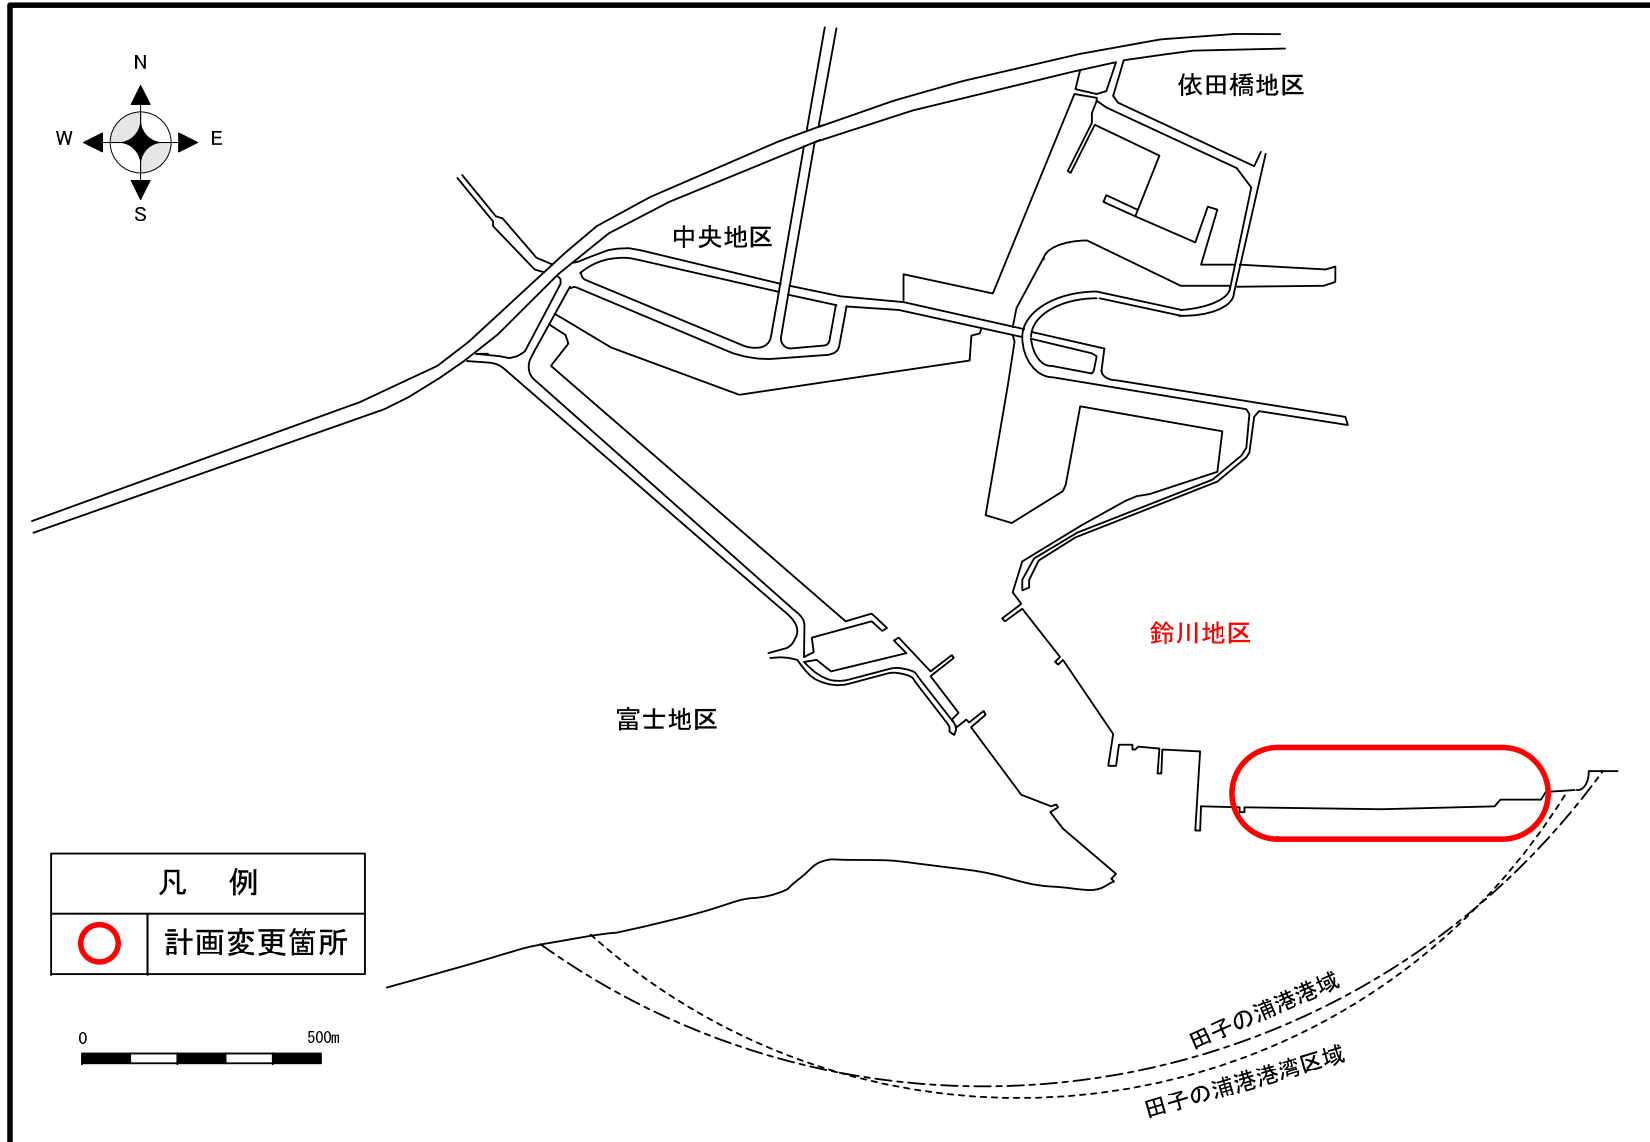 N
W E
S
依田橋地区
中央地区
鈴川地区
富士地区
凡 例
計画変更箇所
0 500m
田子の浦港港域
田子の浦港港湾区域